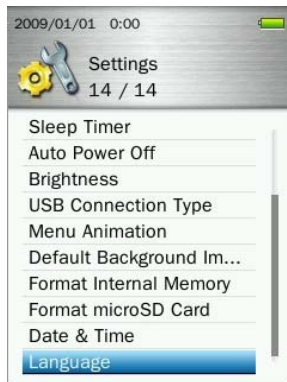 2009/01/01 0:00
Settings
14 / 14
Sleep Timer
Auto Power Off
Brightness
USB Connection Type
Menu Animation
Default Background Im...
Format Internal Memory
Format microSD Card
Date & Time
Language